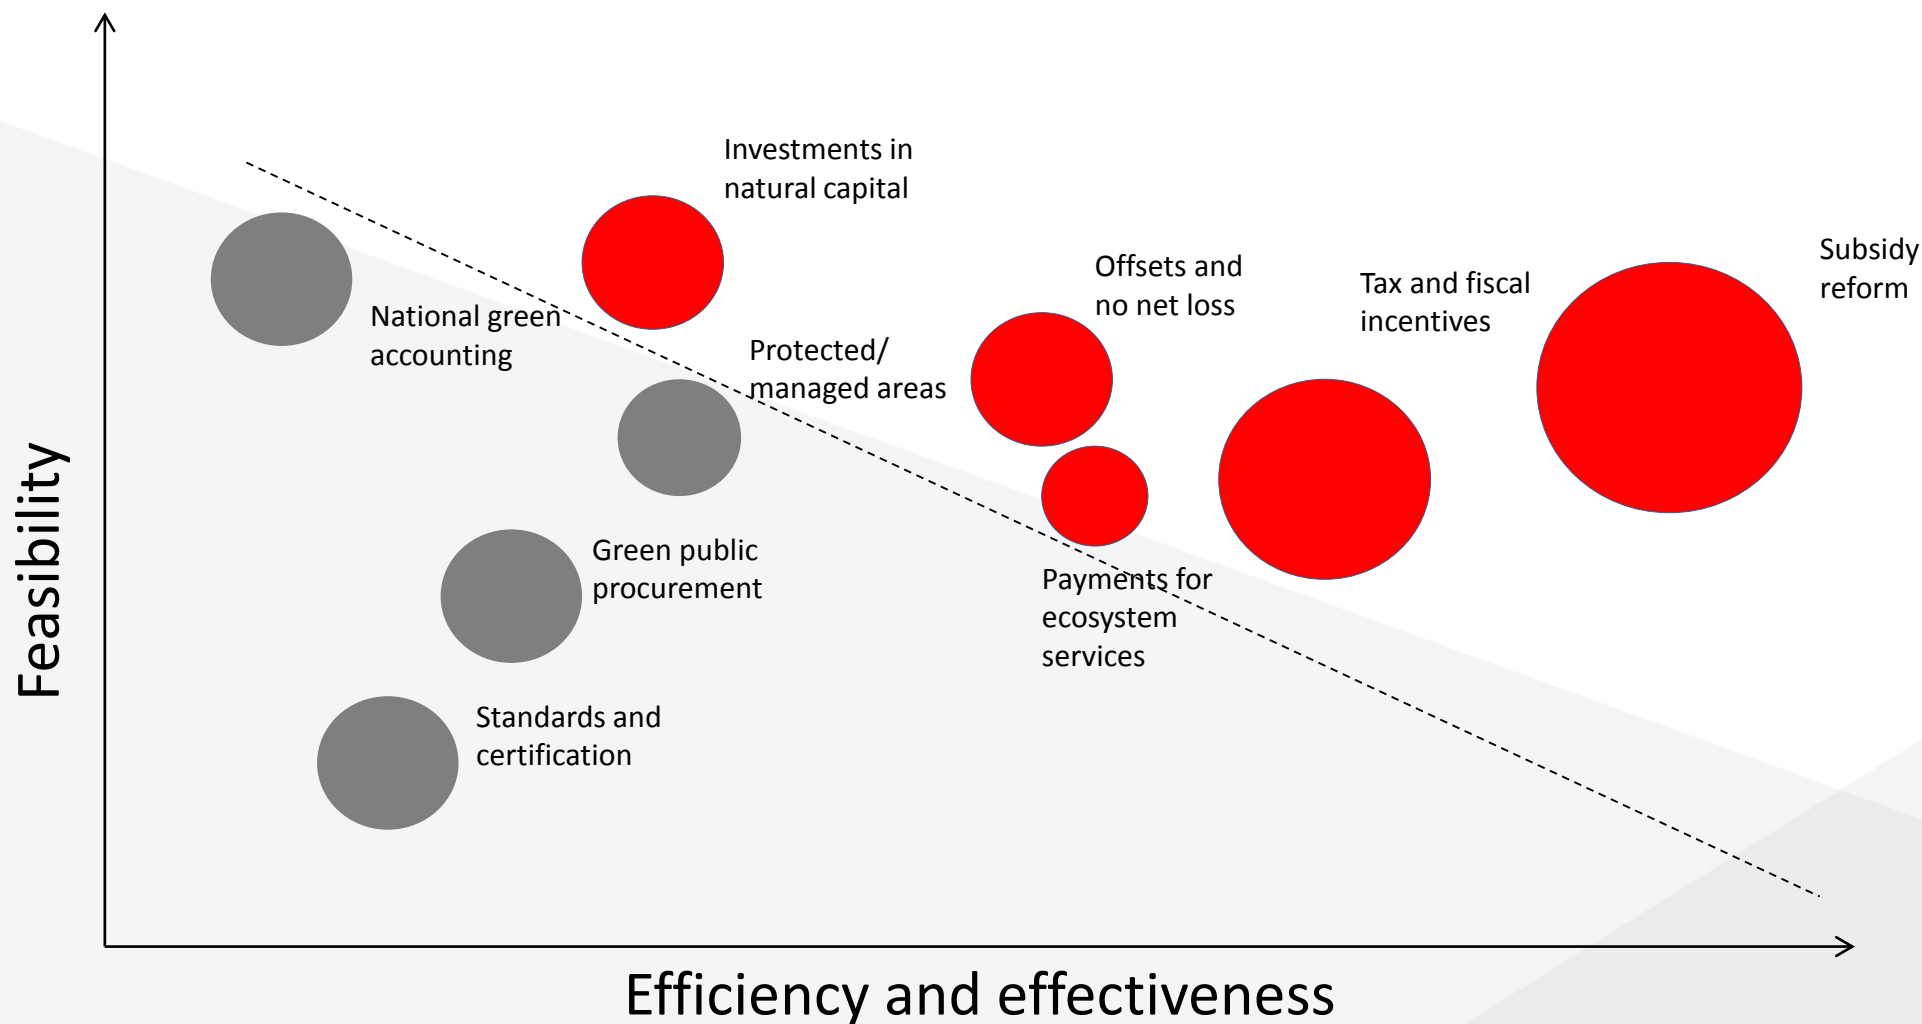 Investments in
natural capital
Subsidy
reform
Offsets and
no net loss
Tax and fiscal
incentives
National green
accounting
Protected/
managed areas
Green public
procurement
Payments for
ecosystem
services
Standards and
certification
Feasibility
Efficiency and effectiveness